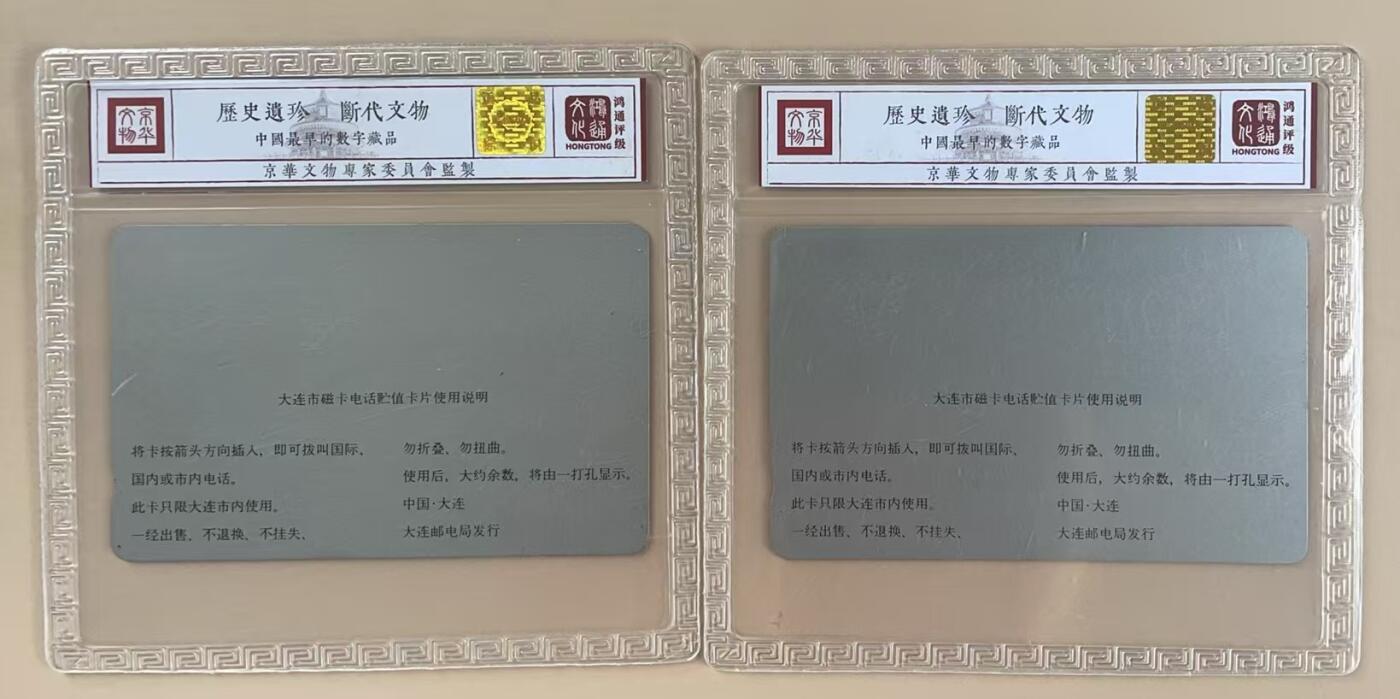 京华文物
歷史遺珍 斷代文物
中國最早的數字藏品
京華文物專家委員會監製
鴻通文化
HONGTONG
鸿通评级
大连市磁卡电话贮值卡片使用说明
将卡按箭头方向插入，即可拨叫国际、
国内或市内电话。
此卡只限大连市内使用。
一经出售、不退换、不挂失、
勿折叠、勿扭曲。
使用后，大约余数，将由一打孔显示。
中国·大连
大连邮电局发行
京华文物
歷史遺珍 斷代文物
中國最早的數字藏品
京華文物專家委員會監製
鴻通文化
HONGTONG
鸿通评级
大连市磁卡电话贮值卡片使用说明
将卡按箭头方向插入，即可拨叫国际、
国内或市内电话。
此卡只限大连市内使用。
一经出售、不退换、不挂失、
勿折叠、勿扭曲。
使用后，大约余数，将由一打孔显示。
中国·大连
大连邮电局发行